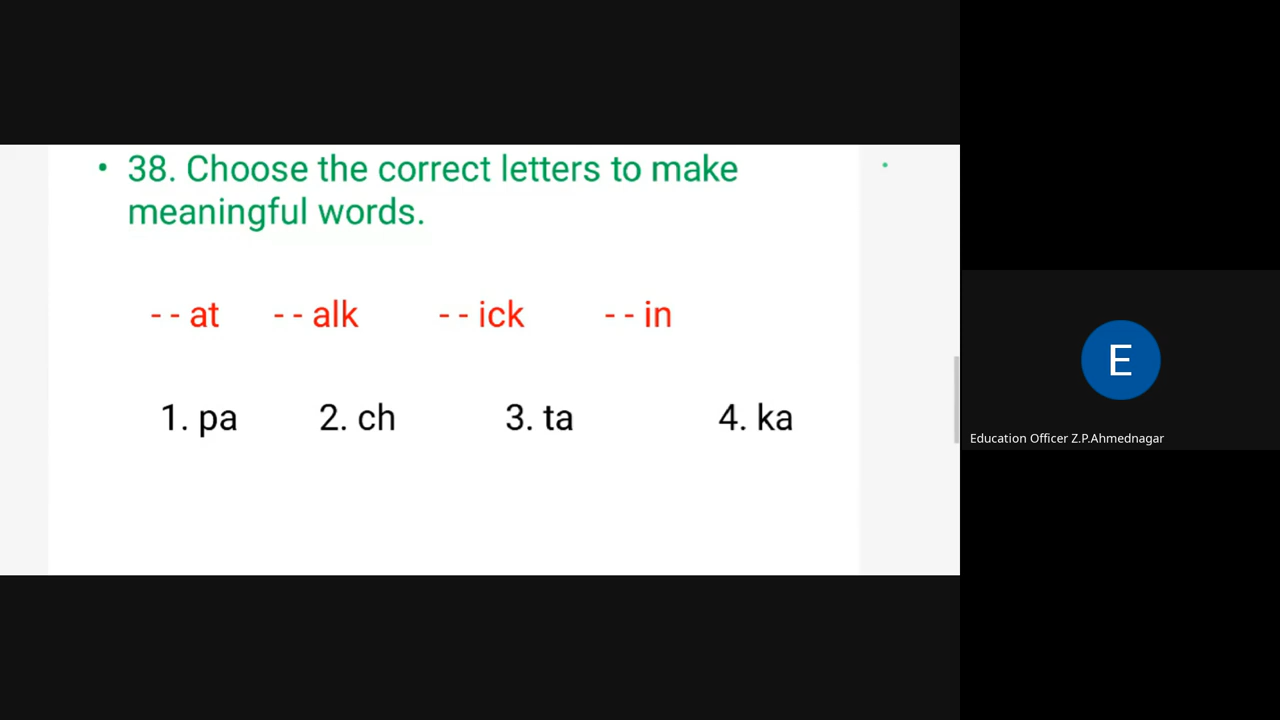 • 38. Choose the correct letters to make
meaningful words.
- - at - - alk - - ick - - in
1. pa 2. ch 3. ta 4. ka
E
Education Officer Z.P.Ahmednagar